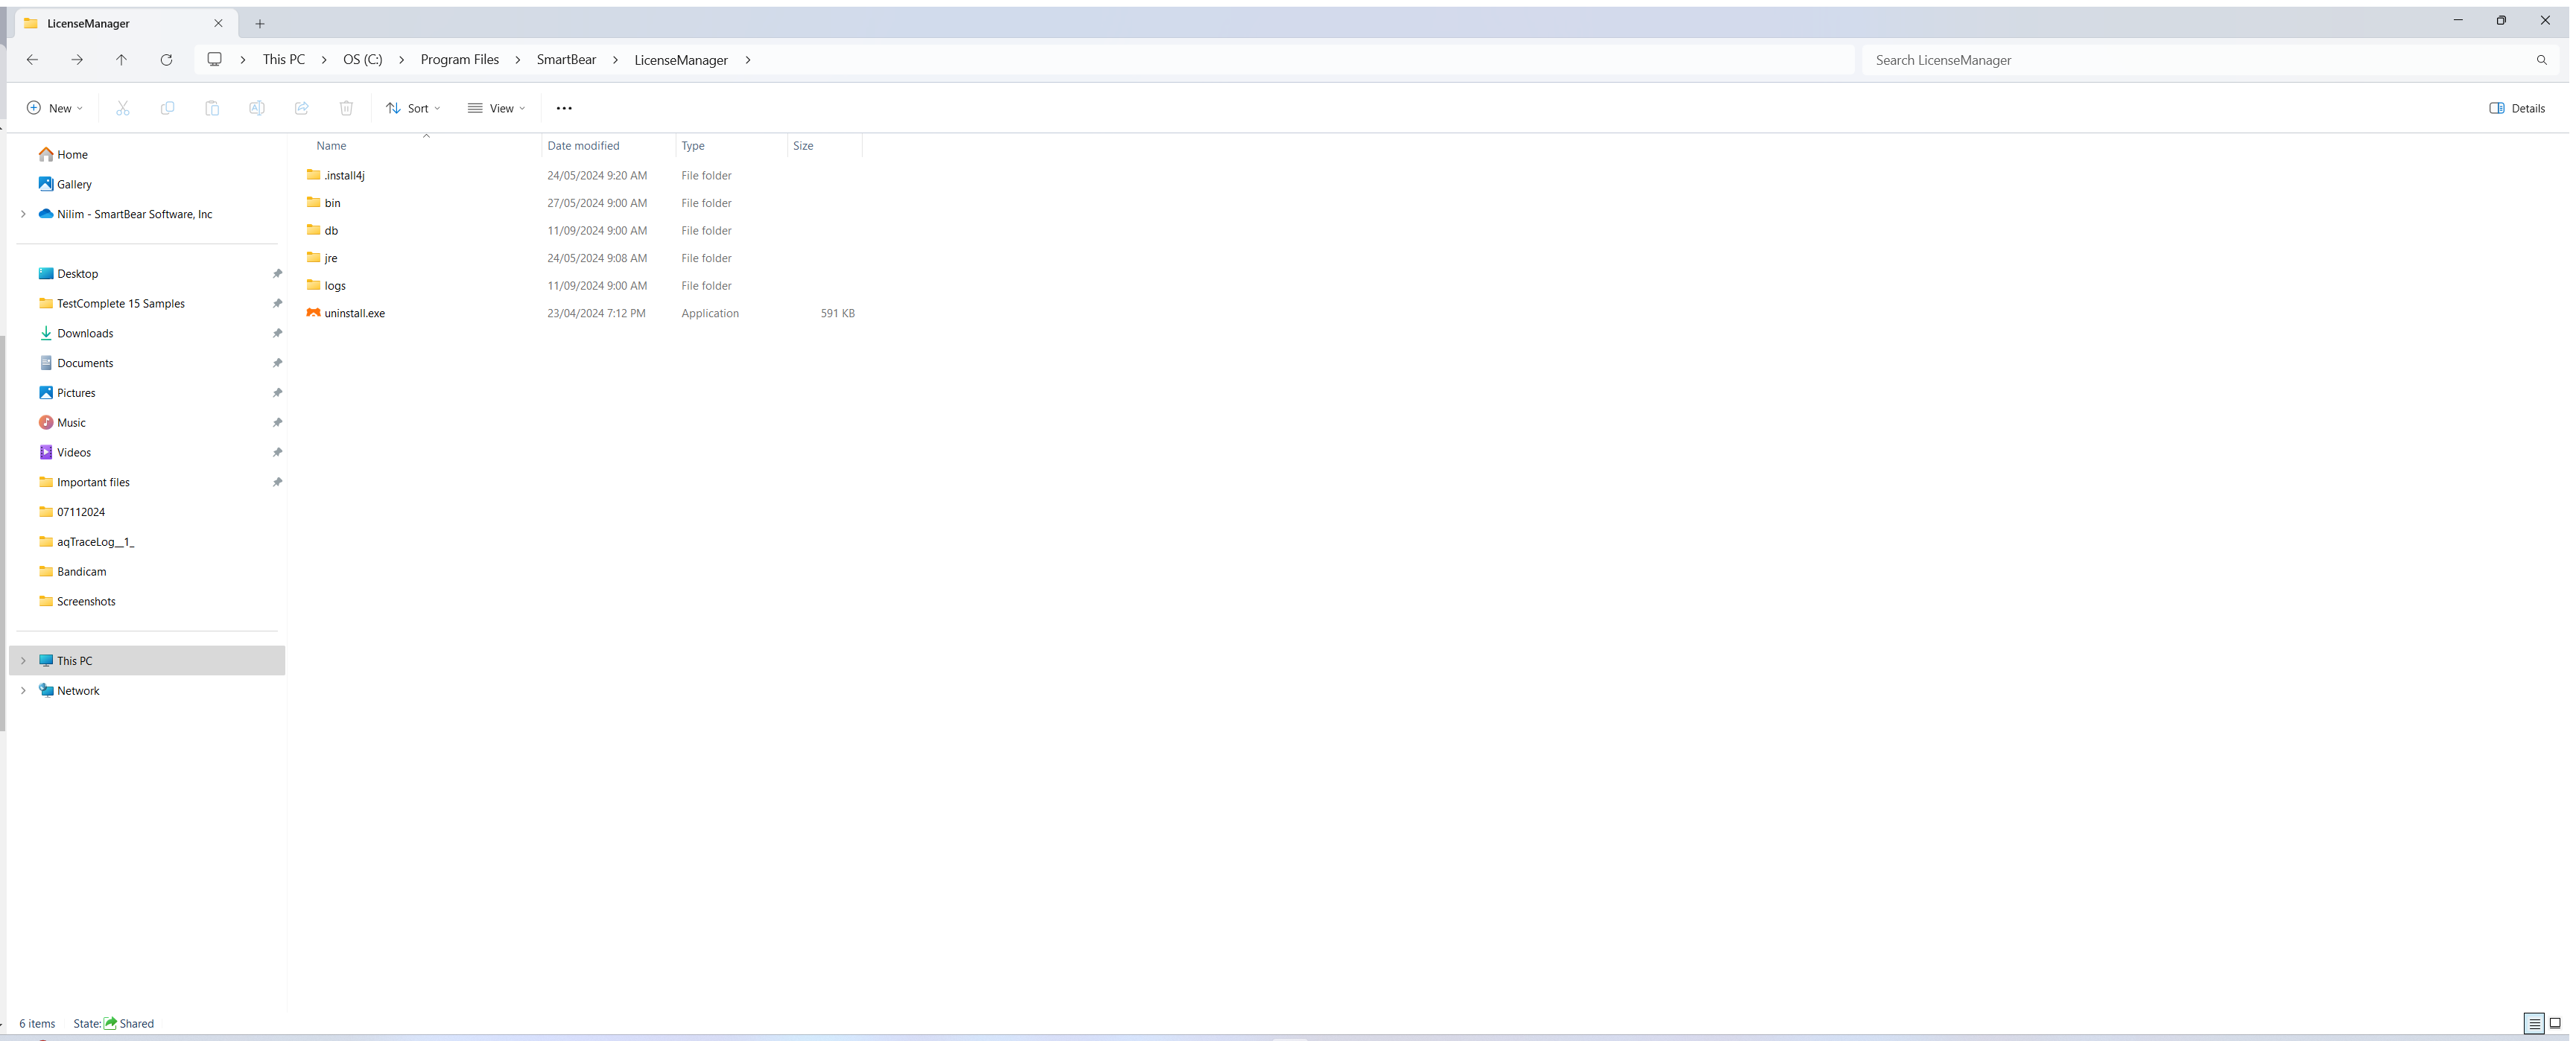 LicenseManager
This PC > OS (C:) > Program Files > SmartBear > LicenseManager >
Search LicenseManager
New
Sort
View
Details
Home
Gallery
Nilim - SmartBear Software, Inc
Desktop
TestComplete 15 Samples
Downloads
Documents
Pictures
Music
Videos
Important files
07112024
aqTraceLog__1_
Bandicam
Screenshots
This PC
Network
Name Date modified Type Size
.install4j 24/05/2024 9:20 AM File folder
bin 27/05/2024 9:00 AM File folder
db 11/09/2024 9:00 AM File folder
jre 24/05/2024 9:08 AM File folder
logs 11/09/2024 9:00 AM File folder
uninstall.exe 23/04/2024 7:12 PM Application 591 KB
6 items State: Shared